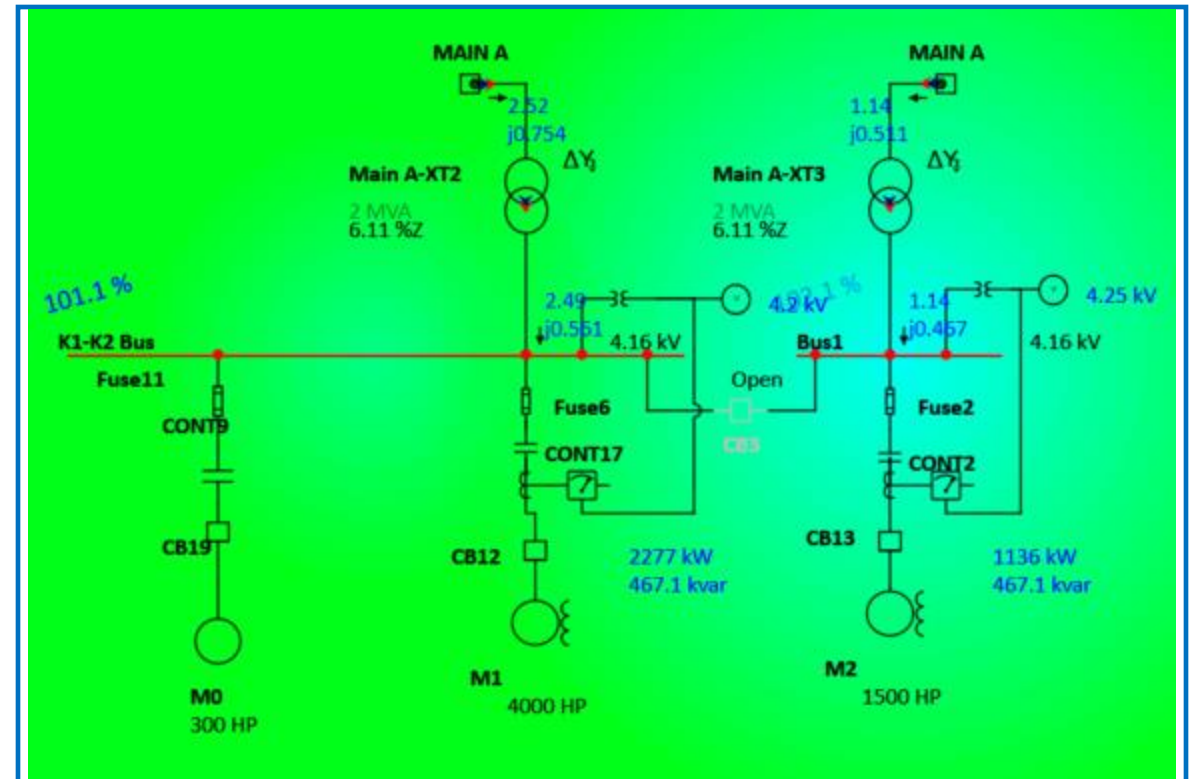 MAIN A
2.52
j0.754
Main A-XT2
ΔY
2 MVA
6.11 %Z
MAIN A
1.14
j0.511
Main A-XT3
ΔY
2 MVA
6.11 %Z
101.1 %
K1-K2 Bus
2.49
j0.551
4.2 kV
4.16 kV
Bus1
1.14
j0.467
4.25 kV
4.16 kV
Open
CB3
Fuse11
CONT9
CB19
M0
300 HP
Fuse6
CONT17
CB12
2277 kW
467.1 kvar
M1
4000 HP
Fuse2
CONT2
CB13
1136 kW
467.1 kvar
M2
1500 HP